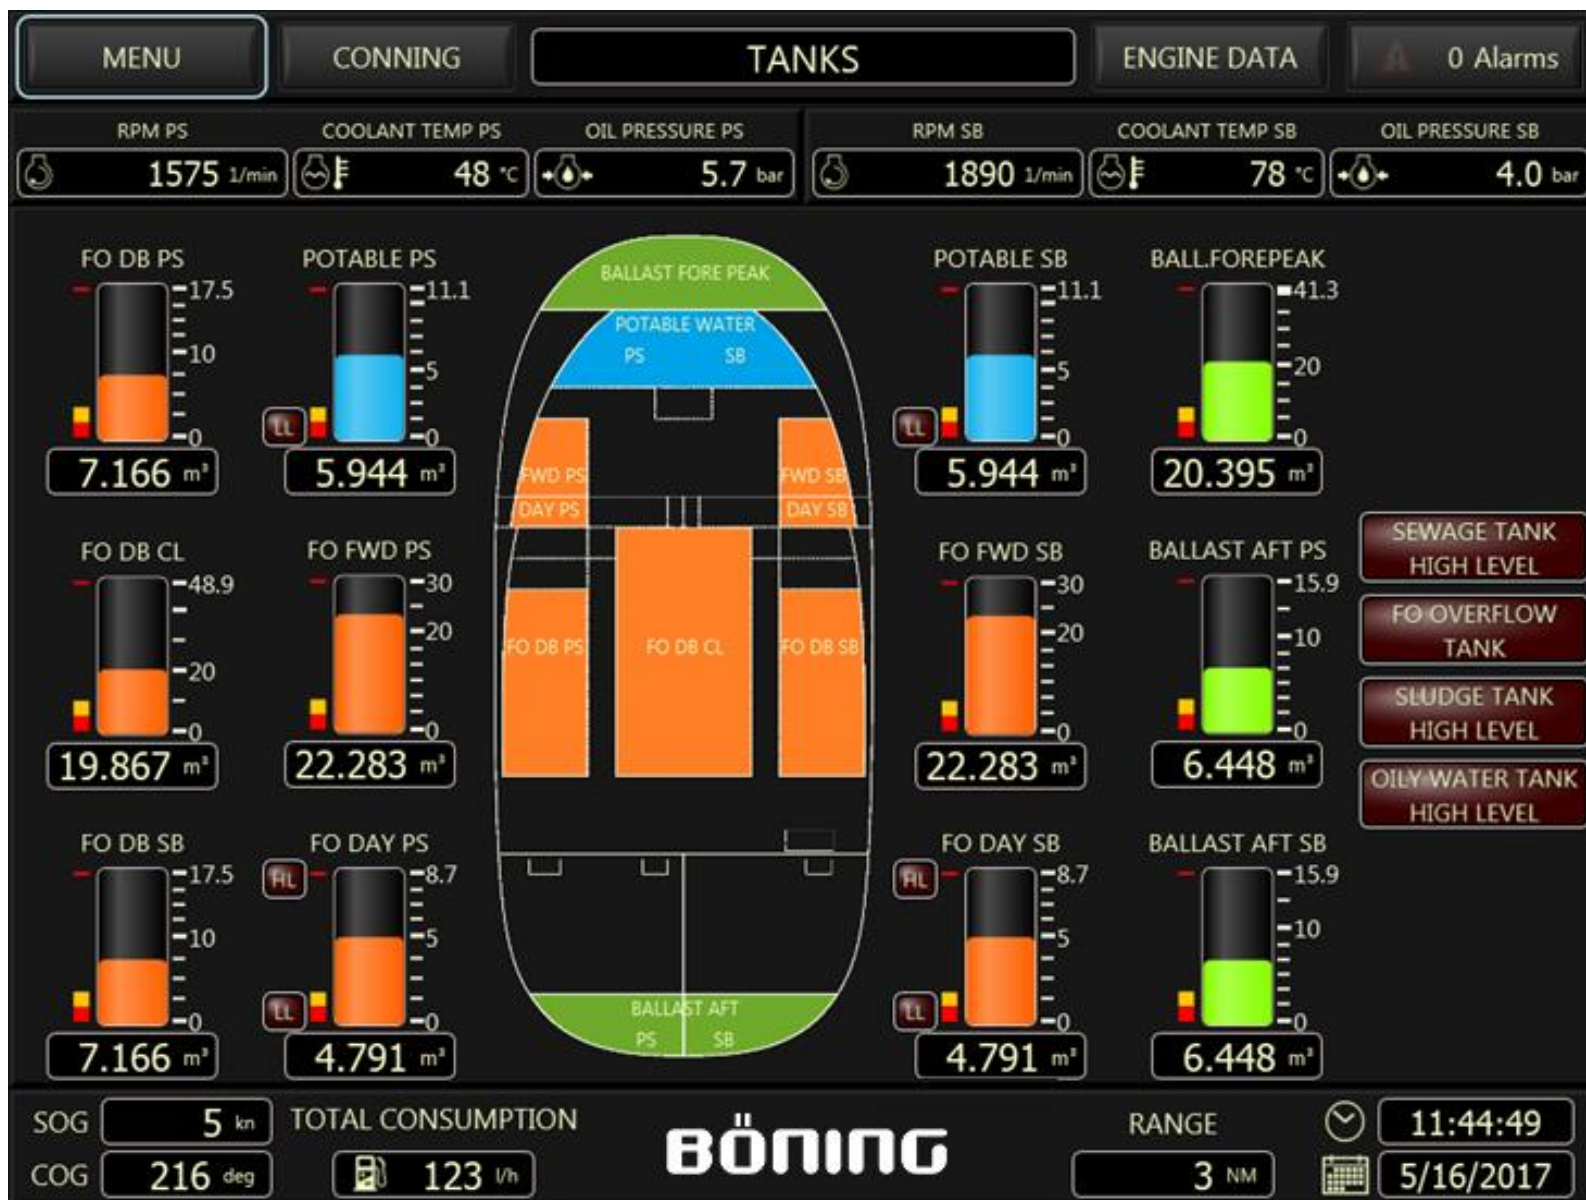 MENU
CONNING
TANKS
ENGINE DATA
0 Alarms
RPM PS
COOLANT TEMP PS
OIL PRESSURE PS
RPM SB
COOLANT TEMP SB
OIL PRESSURE SB
1575 1/min
48 °C
5.7 bar
1890 1/min
78 °C
4.0 bar
FO DB PS
17.5
10
0
7.166 m³
POTABLE PS
11.1
5
0
LL
5.944 m³
BALLAST FORE PEAK
POTABLE WATER
PS SB
FWD PS
FWD SB
DAY PS
DAY SB
FO DB PS
FO DB CL
FO DB SB
BALLAST AFT
PS SB
POTABLE SB
11.1
5
0
LL
5.944 m³
BALL.FOREPEAK
41.3
20
0
20.395 m³
FO DB CL
48.9
20
0
19.867 m³
FO FWD PS
30
20
0
22.283 m³
FO FWD SB
30
20
0
22.283 m³
BALLAST AFT PS
15.9
10
0
6.448 m³
SEWAGE TANK
HIGH LEVEL
FO OVERFLOW
TANK
SLUDGE TANK
HIGH LEVEL
OILY WATER TANK
HIGH LEVEL
FO DB SB
17.5
10
0
7.166 m³
FO DAY PS
HL
8.7
5
LL
0
4.791 m³
FO DAY SB
HL
8.7
5
LL
0
4.791 m³
BALLAST AFT SB
15.9
10
0
6.448 m³
SOG 5 kn
COG 216 deg
TOTAL CONSUMPTION
123 l/h
BÖNING
RANGE
3 NM
11:44:49
5/16/2017